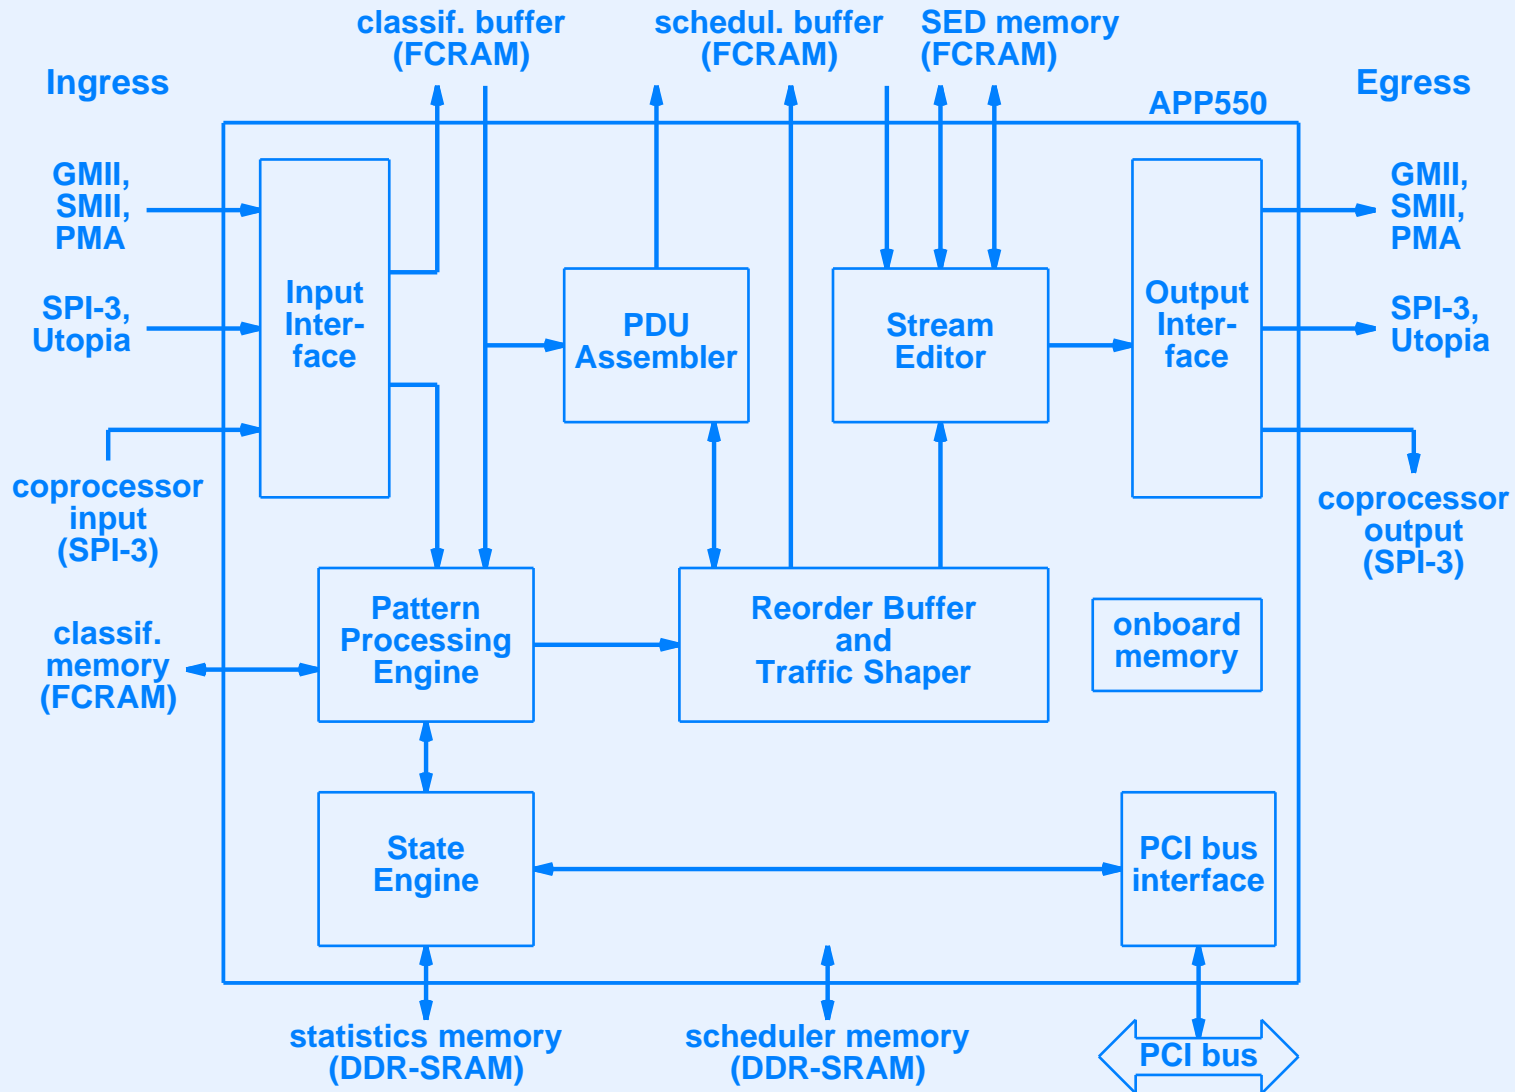 classif. buffer
(FCRAM)
schedul. buffer
(FCRAM)
SED memory
(FCRAM)
Ingress
Egress
APP550
GMII,
SMII,
PMA
SPI-3,
Utopia
coprocessor
input
(SPI-3)
Input
Inter-
face
PDU
Assembler
Stream
Editor
Output
Inter-
face
GMII,
SMII,
PMA
SPI-3,
Utopia
coprocessor
output
(SPI-3)
classif.
memory
(FCRAM)
Pattern
Processing
Engine
Reorder Buffer
and
Traffic Shaper
onboard
memory
State
Engine
PCI bus
interface
statistics memory
(DDR-SRAM)
scheduler memory
(DDR-SRAM)
PCI bus